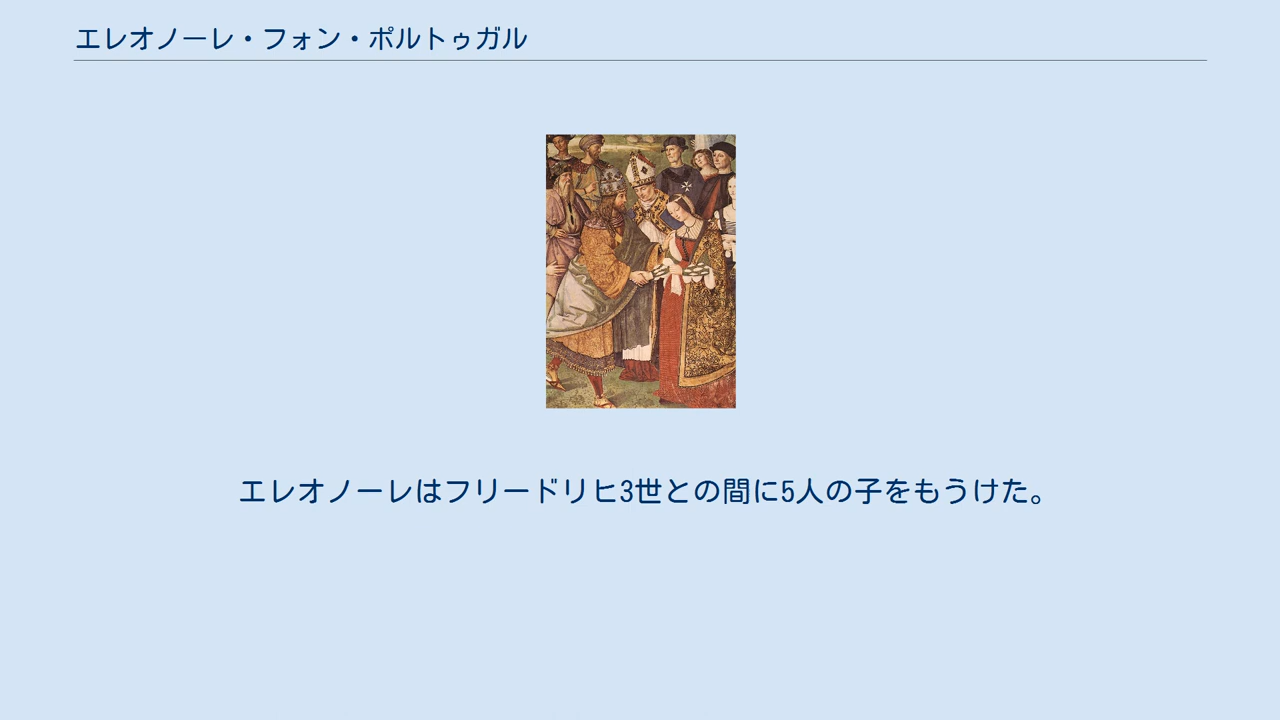 エレオノーレ・フォン・ポルトゥガル
エレオノーレはフリードリヒ3世との間に5人の子をもうけた。